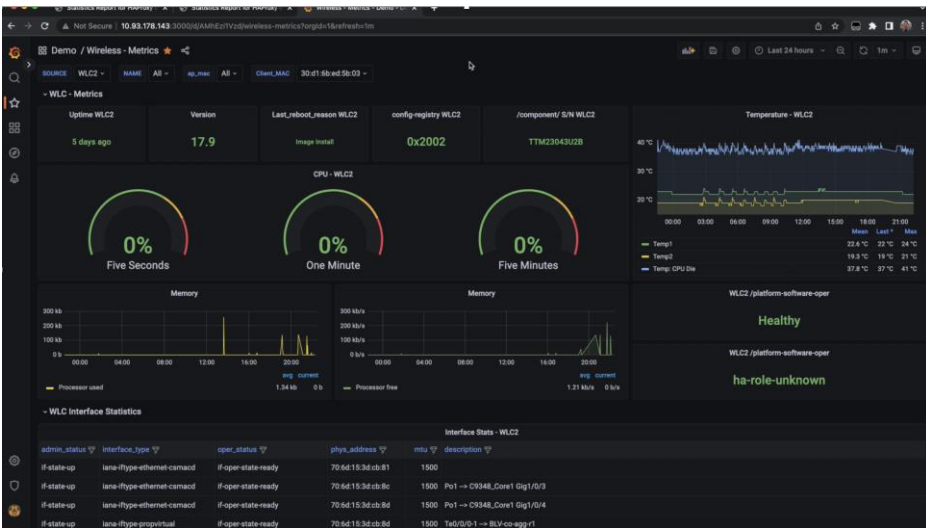 Statistics Report for HAProxy
Statistics Report for HAProxy
Wireless - Metrics - Demo -
Not Secure | 10.93.178.143:3000/d/AMhEzi1Vzd/wireless-metrics?orgId=1&refresh=1m
Demo / Wireless - Metrics
Last 24 hours
1m
SOURCE WLC2 NAME All ap_mac All Client_MAC 30:d1:6b:ed:5b:03
WLC - Metrics
Uptime WLC2
5 days ago
Version
17.9
Last_reboot_reason WLC2
Image Install
config-registry WLC2
0x2002
/component/ S/N WLC2
TTM23043U2B
Temperature - WLC2
40 °C
30 °C
20 °C
00:00 03:00 06:00 09:00 12:00 15:00 18:00 21:00
Mean Last * Max
Temp1 22.6 °C 22 °C 24 °C
Temp2 19.3 °C 19 °C 21 °C
Temp: CPU Die 37.8 °C 37 °C 41 °C
CPU - WLC2
0%
Five Seconds
0%
One Minute
0%
Five Minutes
Memory
300 kb
200 kb
100 kb
0 b
00:00 04:00 08:00 12:00 16:00 20:00
avg current
Processor used 1.34 kb 0 b
Memory
300 kb/s
200 kb/s
100 kb/s
0 b/s
00:00 04:00 08:00 12:00 16:00 20:00
avg current
Processor free 1.21 kb/s 0 b/s
WLC2 /platform-software-oper
Healthy
WLC2 /platform-software-oper
ha-role-unknown
WLC Interface Statistics
Interface Stats - WLC2
admin_status interface_type oper_status phys_address mtu description
if-state-up iana-iftype-ethernet-csmacd if-oper-state-ready 70:6d:15:3d:cb:81 1500
if-state-up iana-iftype-ethernet-csmacd if-oper-state-ready 70:6d:15:3d:cb:8c 1500 Po1 --> C9348_Core1 Gig1/0/3
if-state-up iana-iftype-ethernet-csmacd if-oper-state-ready 70:6d:15:3d:cb:8d 1500 Po1 --> C9348_Core1 Gig1/0/4
if-state-up iana-iftype-propvirtual if-oper-state-ready 70:6d:15:3d:cb:8d 1500 Te0/0/0-1 --> BLV-co-agg-r1